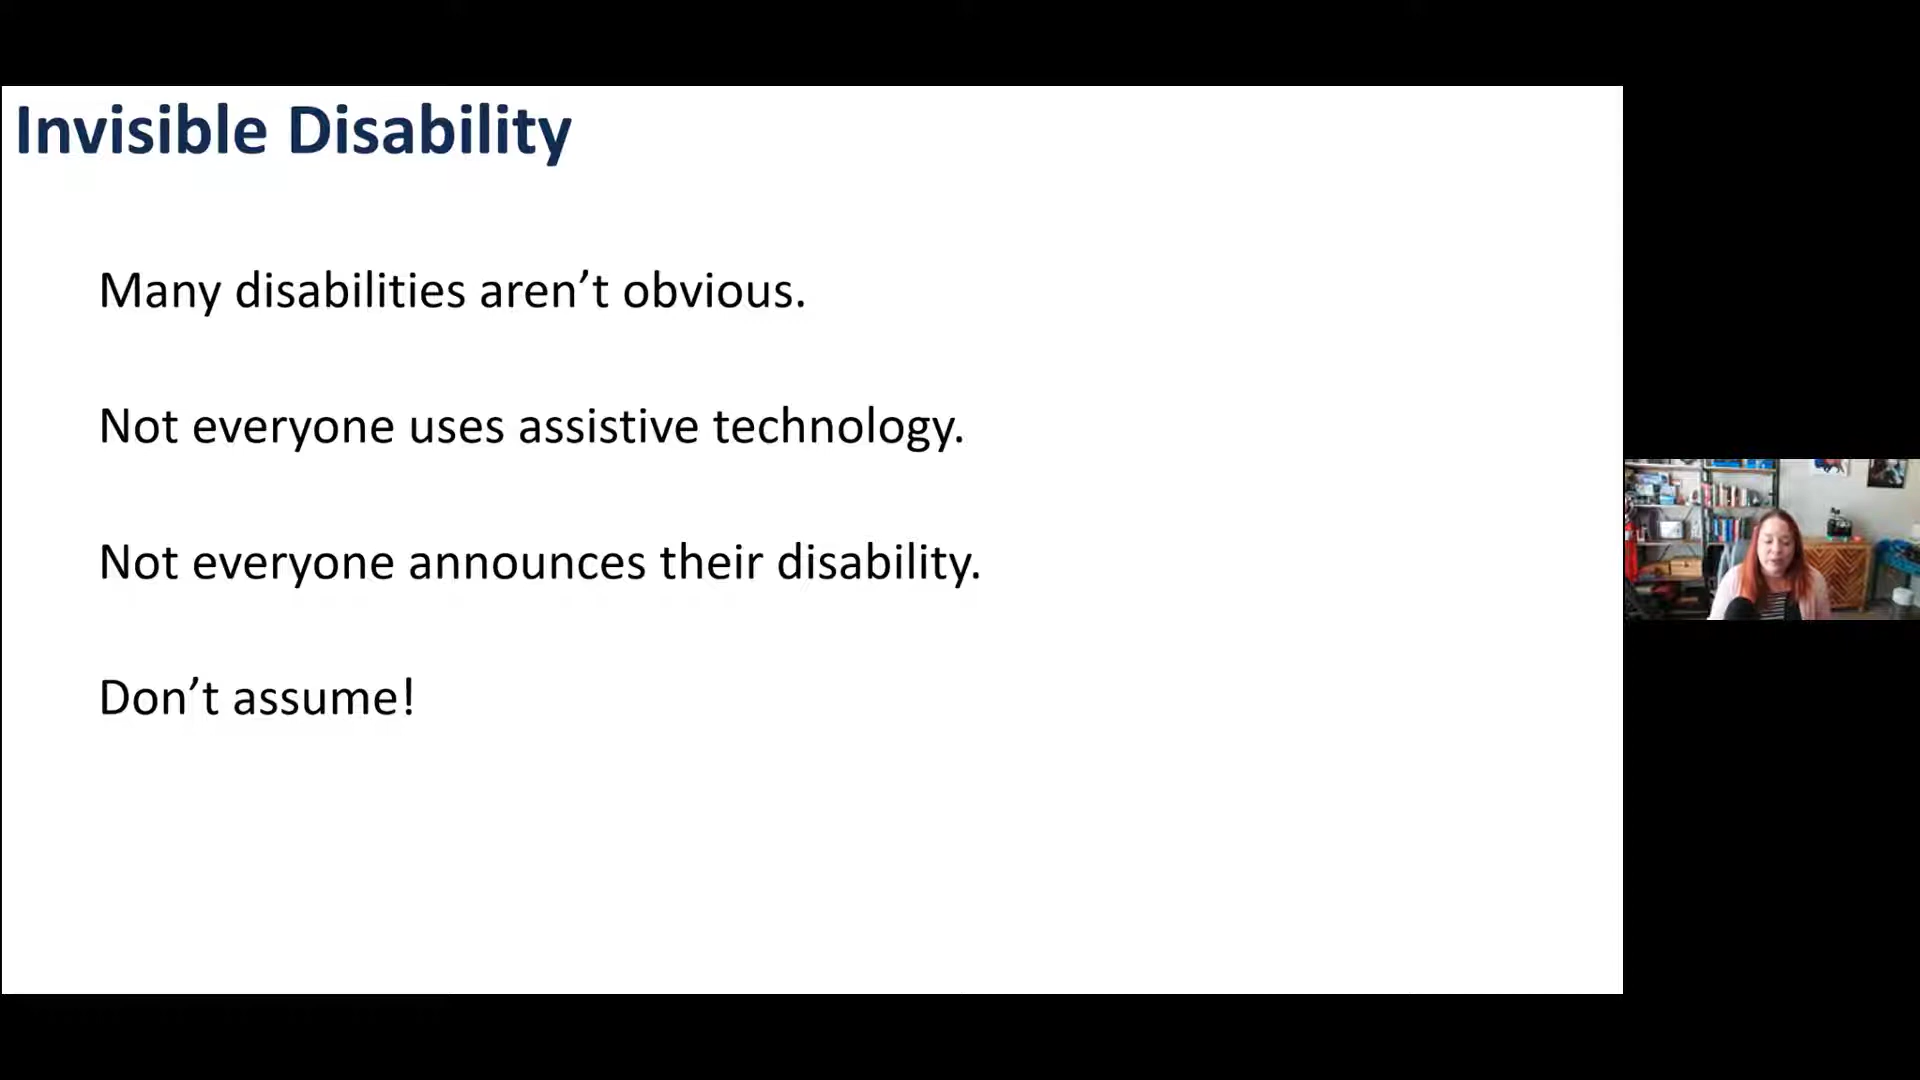 Invisible Disability
Many disabilities aren’t obvious.
Not everyone uses assistive technology.
Not everyone announces their disability.
Don’t assume!